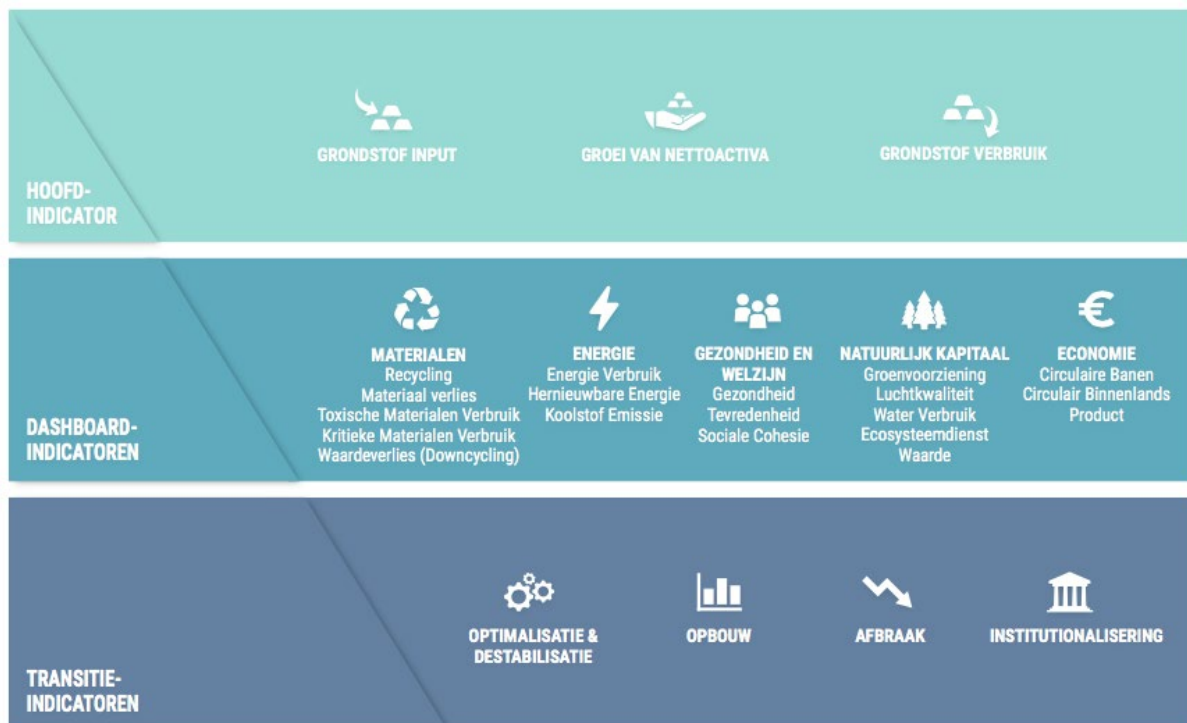 GRONDSTOF INPUT
GROEI VAN NETTOACTIVA
GRONDSTOF VERBRUIK
HOOFD-
INDICATOR
MATERIALEN
Recycling
Materiaal verlies
Toxische Materialen Verbruik
Kritieke Materialen Verbruik
Waardeverlies (Downcycling)
ENERGIE
Energie Verbruik
Hernieuwbare Energie
Koolstof Emissie
GEZONDHEID EN
WELZIJN
Gezondheid
Tevredenheid
Sociale Cohesie
NATUURLIJK KAPITAAL
Groenvoorziening
Luchtkwaliteit
Water Verbruik
Ecosysteemdienst
Waarde
€
ECONOMIE
Circulaire Banen
Circulair Binnenlands
Product
DASHBOARD-
INDICATOREN
OPTIMALISATIE &
DESTABILISATIE
OPBOUW
AFBRAAK
INSTITUTIONALISERING
TRANSITIE-
INDICATOREN